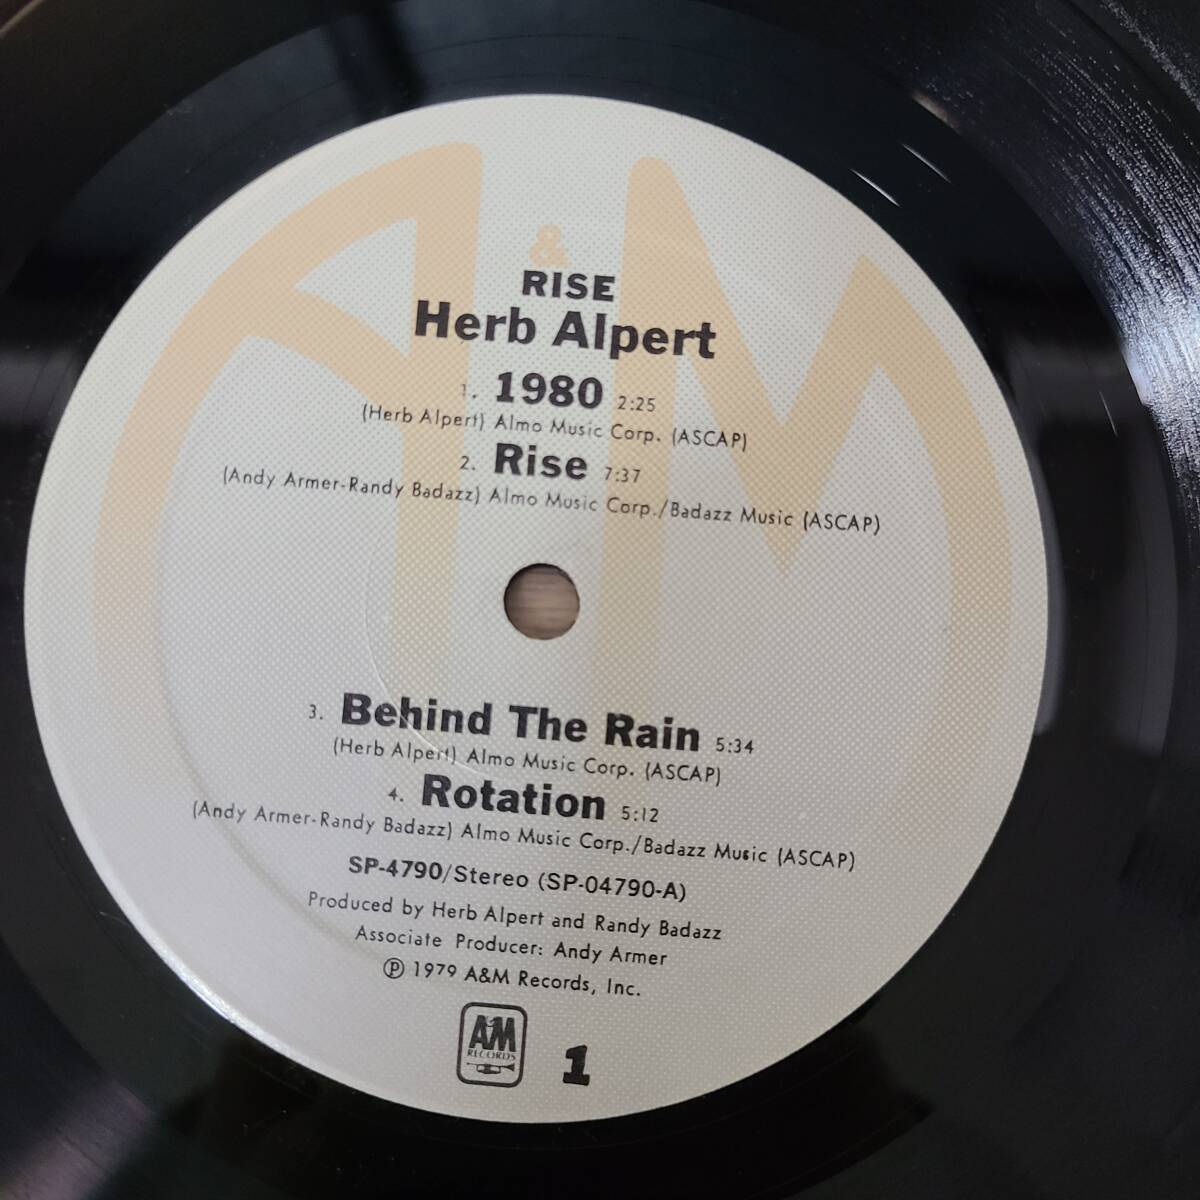 &
RISE
Herb Alpert
1. 1980 2:25
(Herb Alpert) Almo Music Corp. (ASCAP)
2. Rise 7:37
(Andy Armer-Randy Badazz) Almo Music Corp./Badazz Music (ASCAP)
3. Behind The Rain 5:34
(Herb Alpert) Almo Music Corp. (ASCAP)
4. Rotation 5:12
(Andy Armer-Randy Badazz) Almo Music Corp./Badazz Music (ASCAP)
SP-4790/Stereo (SP-04790-A)
Produced by Herb Alpert and Randy Badazz
Associate Producer: Andy Armer
Ⓟ 1979 A&M Records, Inc.
A&M
RECORDS
1